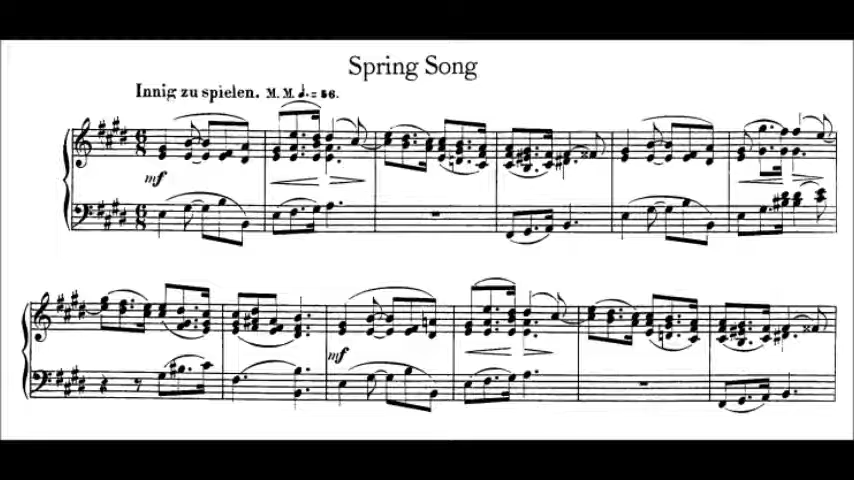 Spring Song
Innig zu spielen. M. M. ♩. = 56.
mf
mf